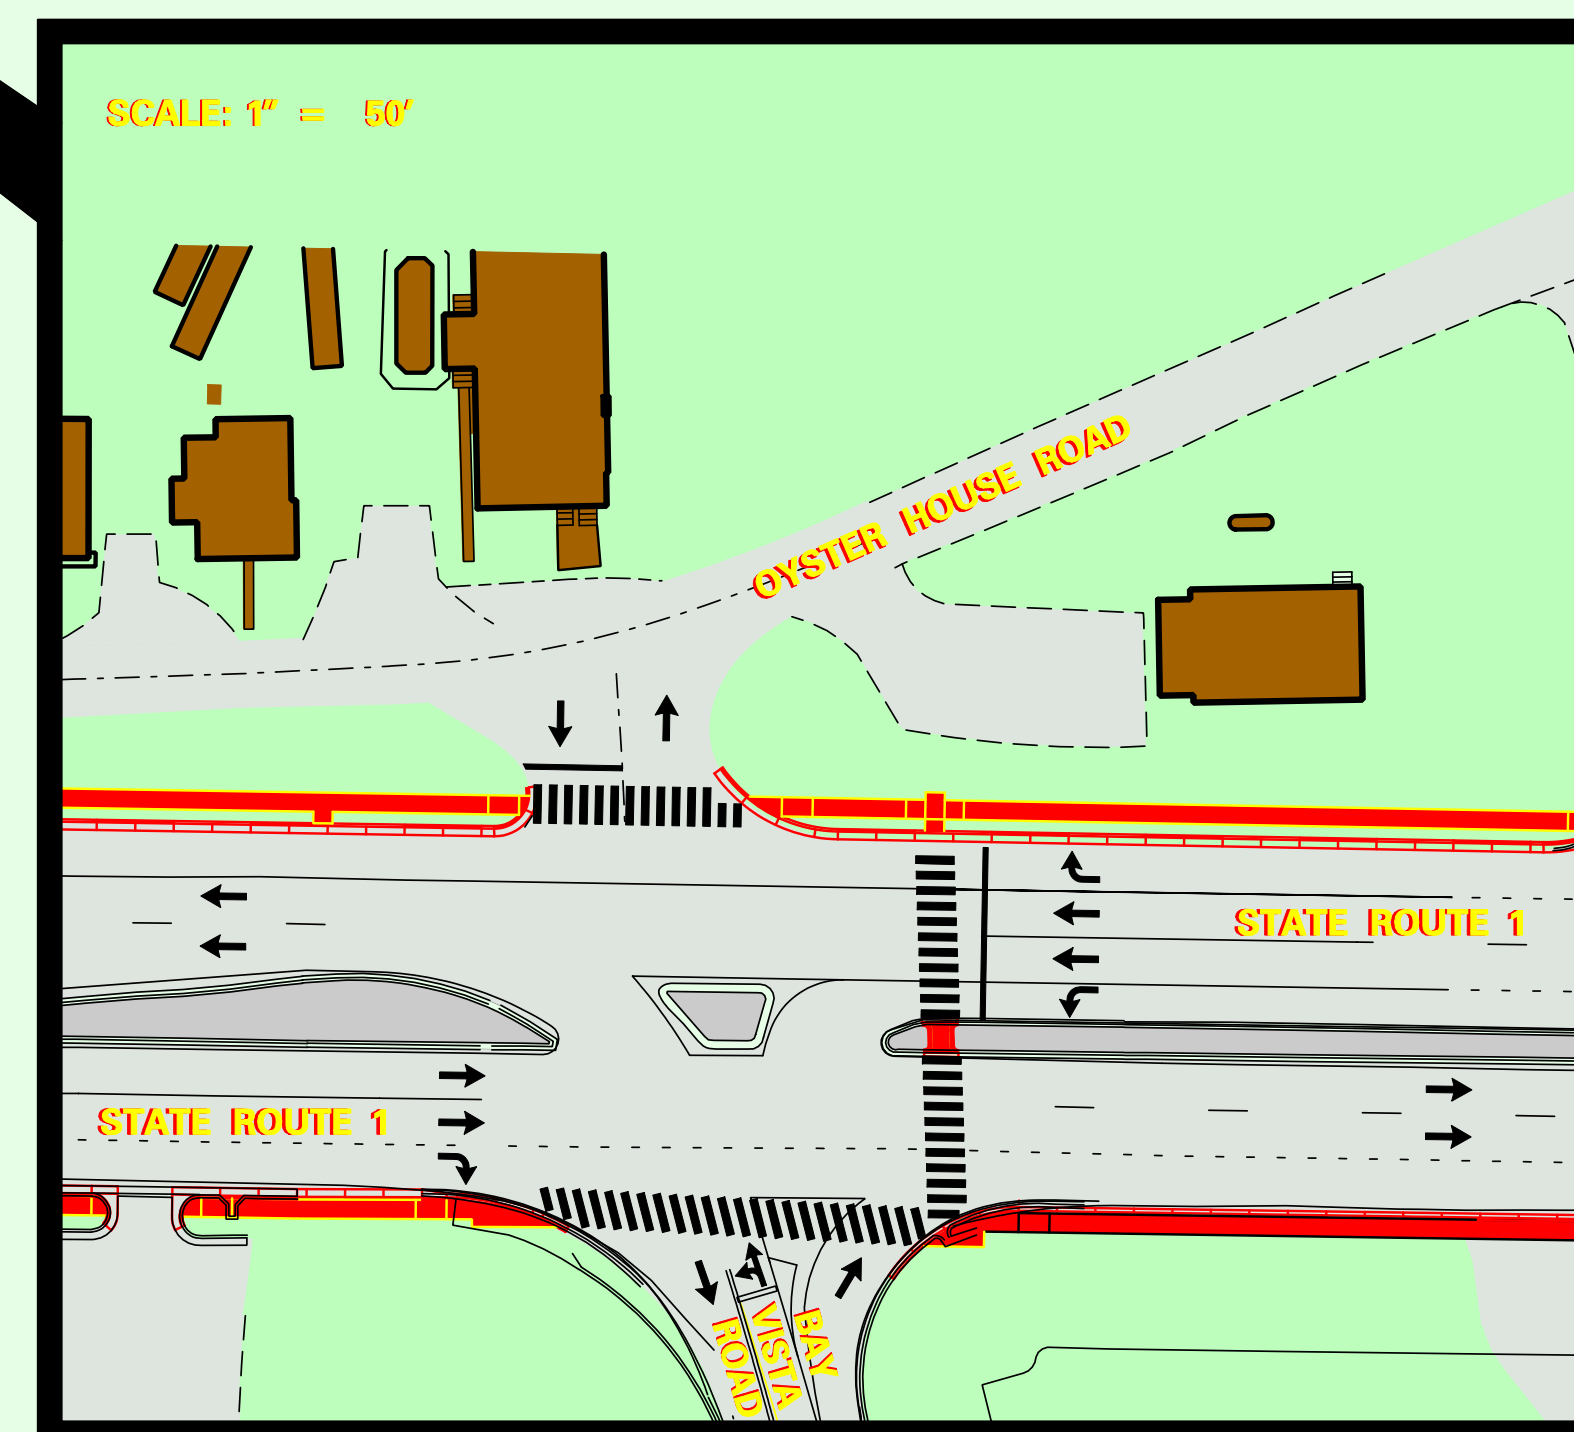 SCALE: 1" = 50'
OYSTER HOUSE ROAD
STATE ROUTE 1
STATE ROUTE 1
BAY
VISTA
ROAD